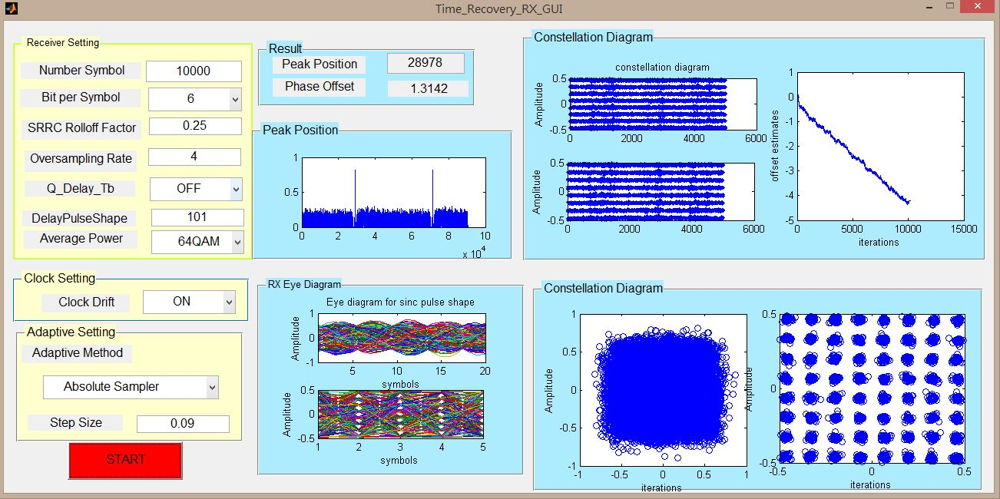 Time_Recovery_RX_GUI
Receiver Setting
Number Symbol 10000
Bit per Symbol 6
SRRC Rolloff Factor 0.25
Oversampling Rate 4
Q_Delay_Tb OFF
DelayPulseShape 101
Average Power 64QAM
Clock Setting
Clock Drift ON
Adaptive Setting
Adaptive Method
Absolute Sampler
Step Size 0.09
START
Result
Peak Position 28978
Phase Offset 1.3142
Peak Position
1
0.5
0
0 2 4 6 8 10
x 10^4
RX Eye Diagram
Eye diagram for sinc pulse shape
Amplitude
1
0
-1
5 10 15 20
symbols
Amplitude
0.5
0
-0.5
1 2 3 4 5
symbols
Constellation Diagram
constellation diagram
Amplitude
0.5
0
-0.5
0 2000 4000 6000
Amplitude
0.5
0
-0.5
0 2000 4000 6000
offset estimates
1
0
-1
-2
-3
-4
-5
0 5000 10000 15000
iterations
Constellation Diagram
Amplitude
1
0.5
0
-0.5
-1
-1 -0.5 0 0.5 1
iterations
Amplitude
0.5
0
-0.5
-0.5 0 0.5
iterations